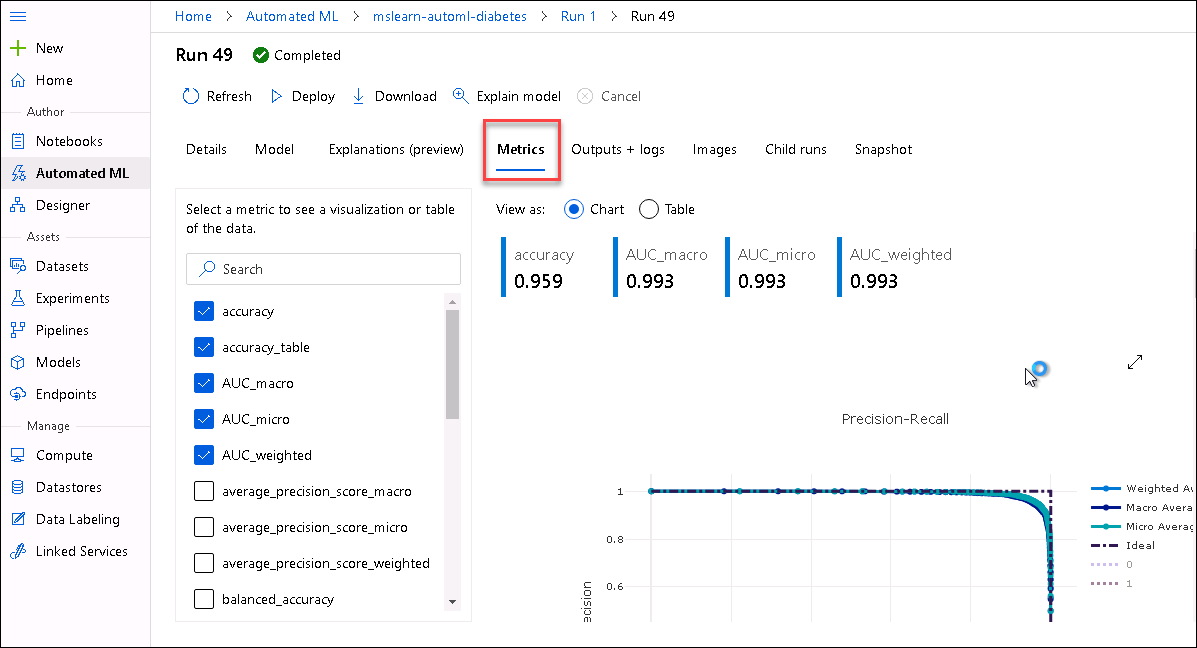 Home > Automated ML > mslearn-automl-diabetes > Run 1 > Run 49
Run 49 Completed
Refresh Deploy Download Explain model Cancel
Details Model Explanations (preview) Metrics Outputs + logs Images Child runs Snapshot
New
Home
Author
Notebooks
Automated ML
Designer
Assets
Datasets
Experiments
Pipelines
Models
Endpoints
Manage
Compute
Datastores
Data Labeling
Linked Services
Select a metric to see a visualization or table
of the data.
Search
accuracy
accuracy_table
AUC_macro
AUC_micro
AUC_weighted
average_precision_score_macro
average_precision_score_micro
average_precision_score_weighted
balanced_accuracy
View as: Chart Table
accuracy AUC_macro AUC_micro AUC_weighted
0.959 0.993 0.993 0.993
Precision-Recall
1
0.8
0.6
ecision
Weighted Av
Macro Avera
Micro Averag
Ideal
0
1